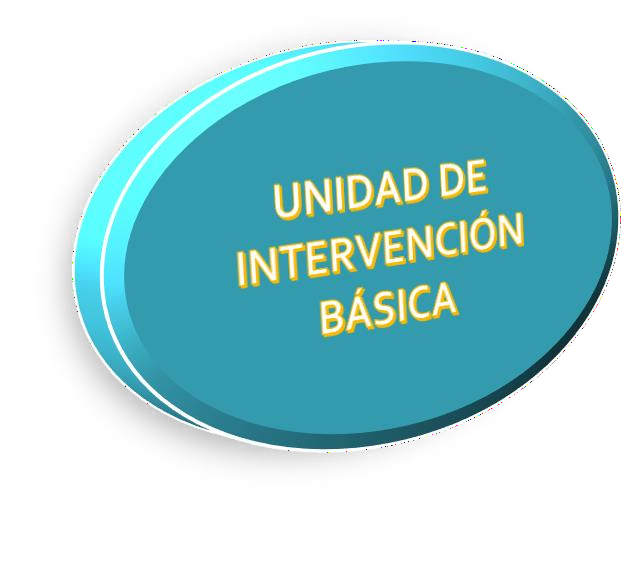 UNIDAD DE
INTERVENCIÓN
BÁSICA